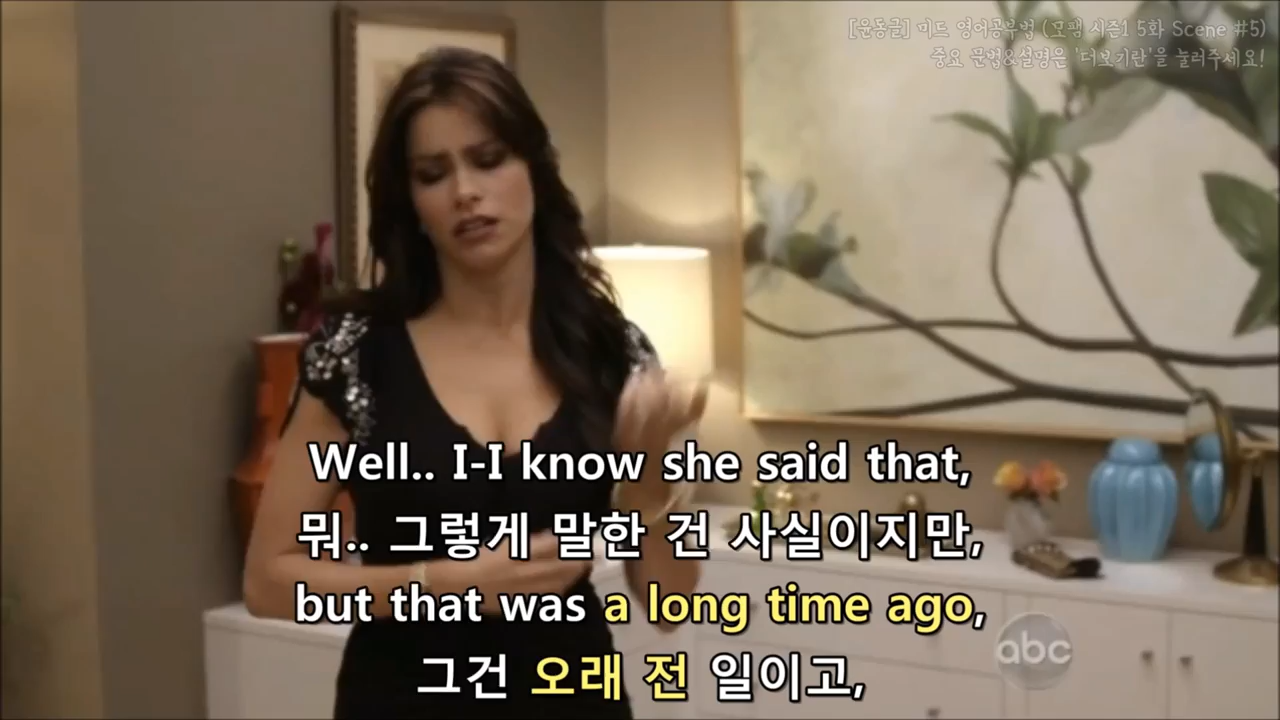 [운동글] 미드 영어공부법 (모팸 시즌1 5화 Scene #5)
중요 문법&설명은 '더보기란'을 눌러주세요!
Well.. I-I know she said that,
뭐.. 그렇게 말한 건 사실이지만,
but that was a long time ago,
그건 오래 전 일이고,
abc